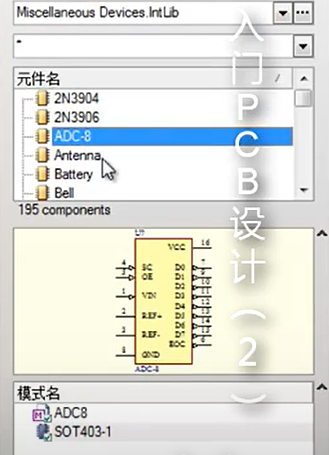 Miscellaneous Devices.IntLib
...
*
元件名
/
2N3904
2N3906
ADC-8
Antenna
Battery
Bell
195 components
U?
VCC
16
SC
OE
VIN
REF+
REF-
GND
D0
D1
D2
D3
D4
D5
D6
D7
EOC
ADC-8
模式名
ADC8
SOT403-1
入门PCB设计（2）